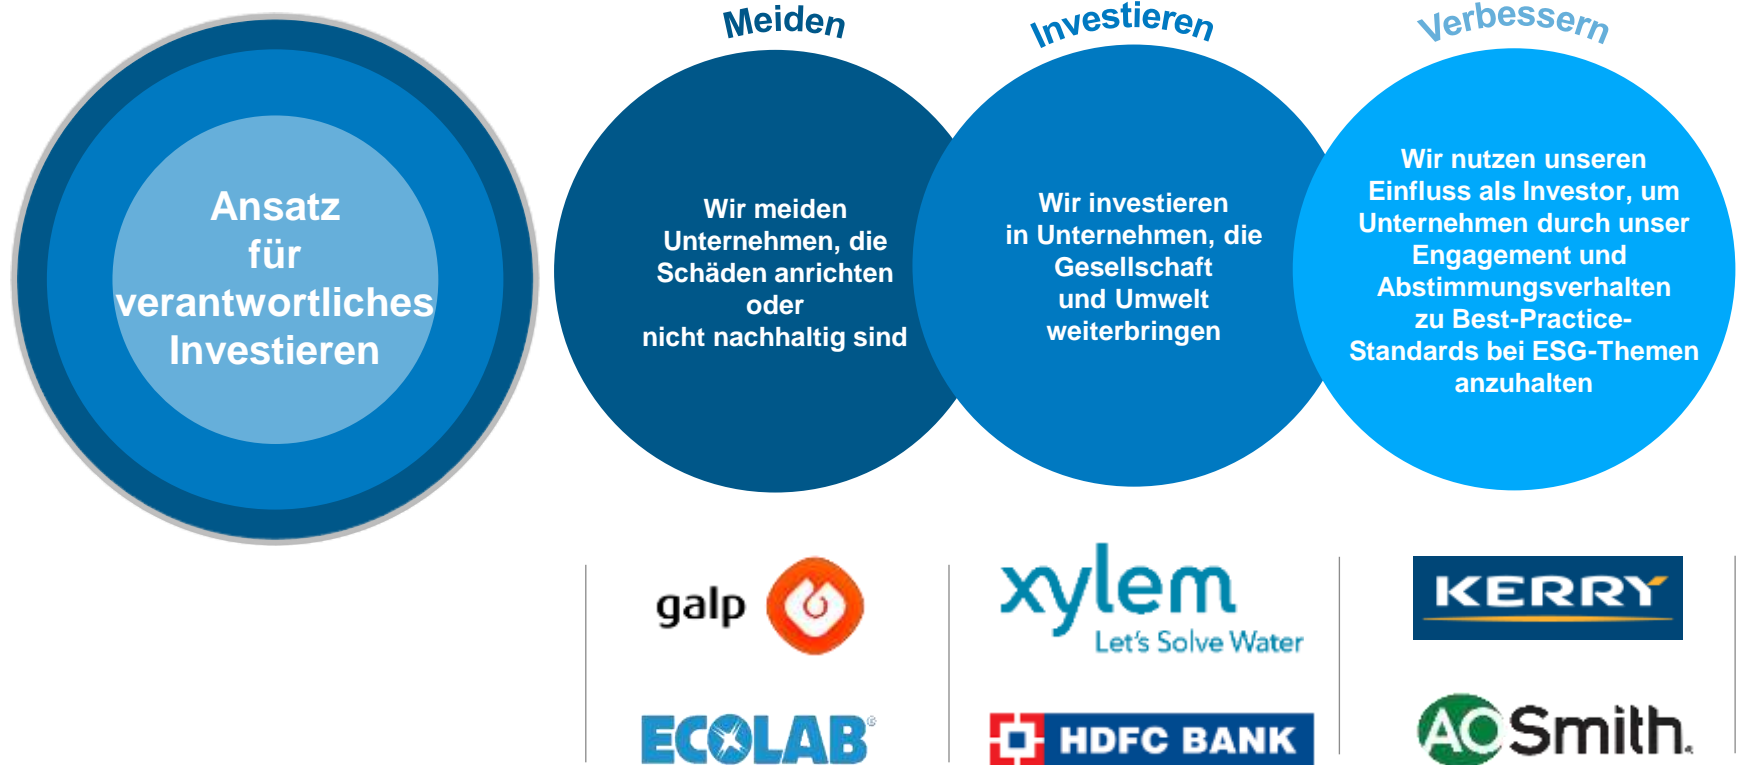 Ansatz
für
verantwortliches
Investieren
Meiden
Wir meiden
Unternehmen, die
Schäden anrichten
oder
nicht nachhaltig sind
Investieren
Wir investieren
in Unternehmen, die
Gesellschaft
und Umwelt
weiterbringen
Verbessern
Wir nutzen unseren
Einfluss als Investor, um
Unternehmen durch unser
Engagement und
Abstimmungsverhalten
zu Best-Practice-
Standards bei ESG-Themen
anzuhalten
galp
xylem
Let's Solve Water
KERRY
ECOLAB®
HDFC BANK
AO Smith.